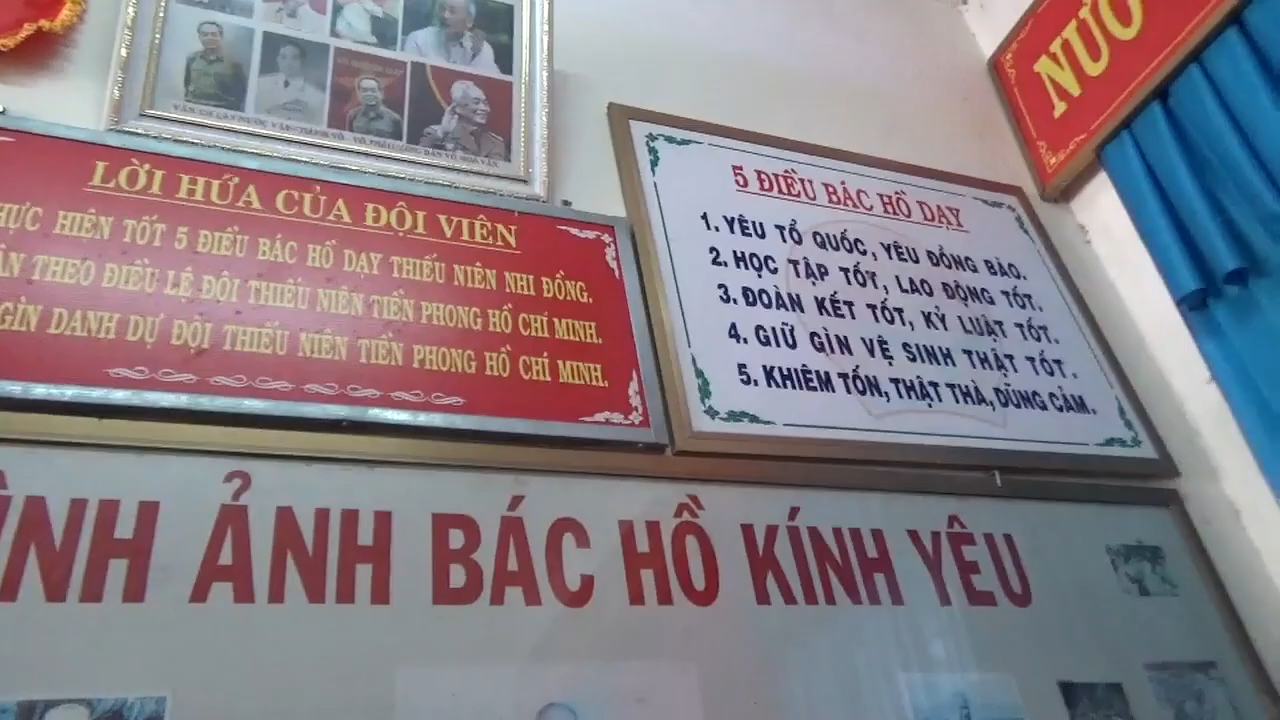 LỜI HỨA CỦA ĐỘI VIÊN
HỰC HIỆN TỐT 5 ĐIỀU BÁC HỒ DẠY THIẾU NIÊN NHI ĐỒNG.
ÂN THEO ĐIỀU LỆ ĐỘI THIẾU NIÊN TIỀN PHONG HỒ CHÍ MINH.
GÌN DANH DỰ ĐỘI THIẾU NIÊN TIỀN PHONG HỒ CHÍ MINH.
5 ĐIỀU BÁC HỒ DẠY
1. YÊU TỔ QUỐC, YÊU ĐỒNG BÀO.
2. HỌC TẬP TỐT, LAO ĐỘNG TỐT.
3. ĐOÀN KẾT TỐT, KỶ LUẬT TỐT.
4. GIỮ GÌN VỆ SINH THẬT TỐT.
5. KHIÊM TỐN, THẬT THÀ, DŨNG CẢM.
NƯỚ
ÌNH ẢNH BÁC HỒ KÍNH YÊU